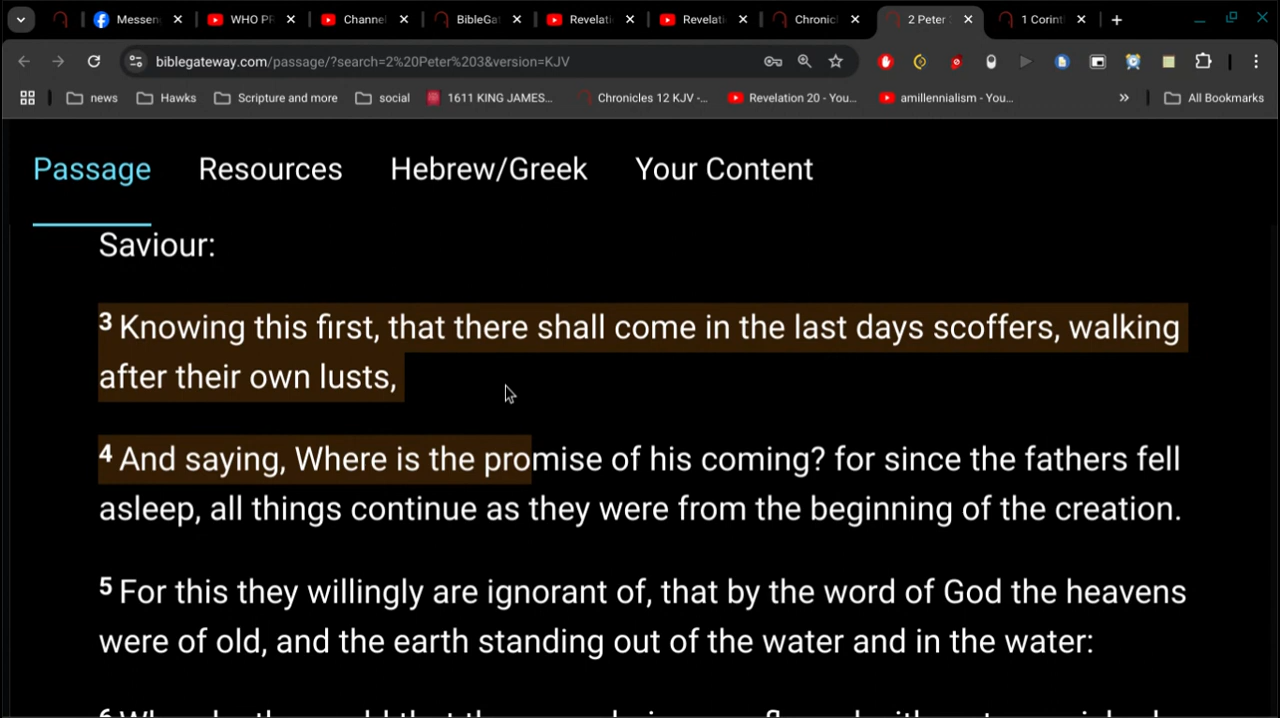 Messen WHO PR Channel BibleGat Revelati Revelati Chronicl 2 Peter 1 Corint
biblegateway.com/passage/?search=2%20Peter%203&version=KJV
news Hawks Scripture and more social 1611 KING JAMES... Chronicles 12 KJV -... Revelation 20 - You... amillennialism - You... » All Bookmarks
Passage Resources Hebrew/Greek Your Content
Saviour:
3 Knowing this first, that there shall come in the last days scoffers, walking
after their own lusts,
4 And saying, Where is the promise of his coming? for since the fathers fell
asleep, all things continue as they were from the beginning of the creation.
5 For this they willingly are ignorant of, that by the word of God the heavens
were of old, and the earth standing out of the water and in the water: